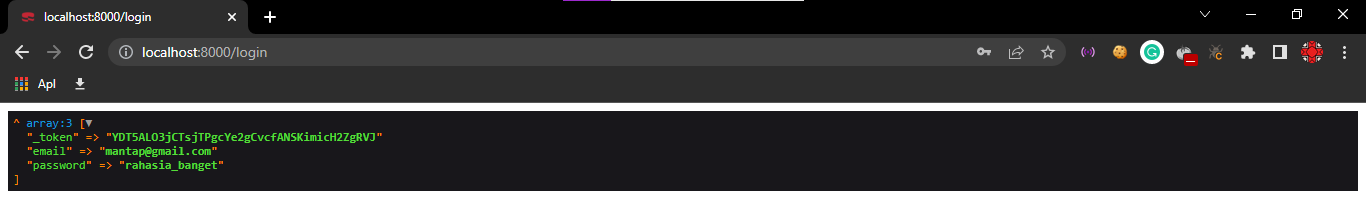 localhost:8000/login
localhost:8000/login
Apl
^ array:3 [▼
"_token" => "YDT5ALO3jCTsjTPgcYe2gCvcfANSKimicH2ZgRVJ"
"email" => "mantap@gmail.com"
"password" => "rahasia_banget"
]